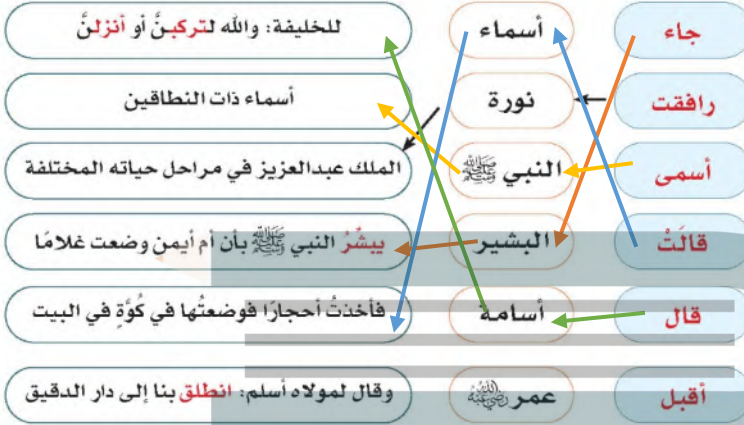 جاء أسماء للخليفة: والله لتركبنَّ أو أنزلنَّ
رافقت نورة أسماء ذات النطاقين
أسمى النبي ﷺ الملك عبدالعزيز في مراحل حياته المختلفة
قالَتْ البشير يبشِّرُ النبي ﷺ بأن أم أيمن وضعت غلامًا
قال أسامة فأخذتُ أحجارًا فوضعتُها في كُوَّةٍ في البيت
أقبل عمر رضي الله عنه وقال لمولاه أسلم: انطلق بنا إلى دار الدقيق